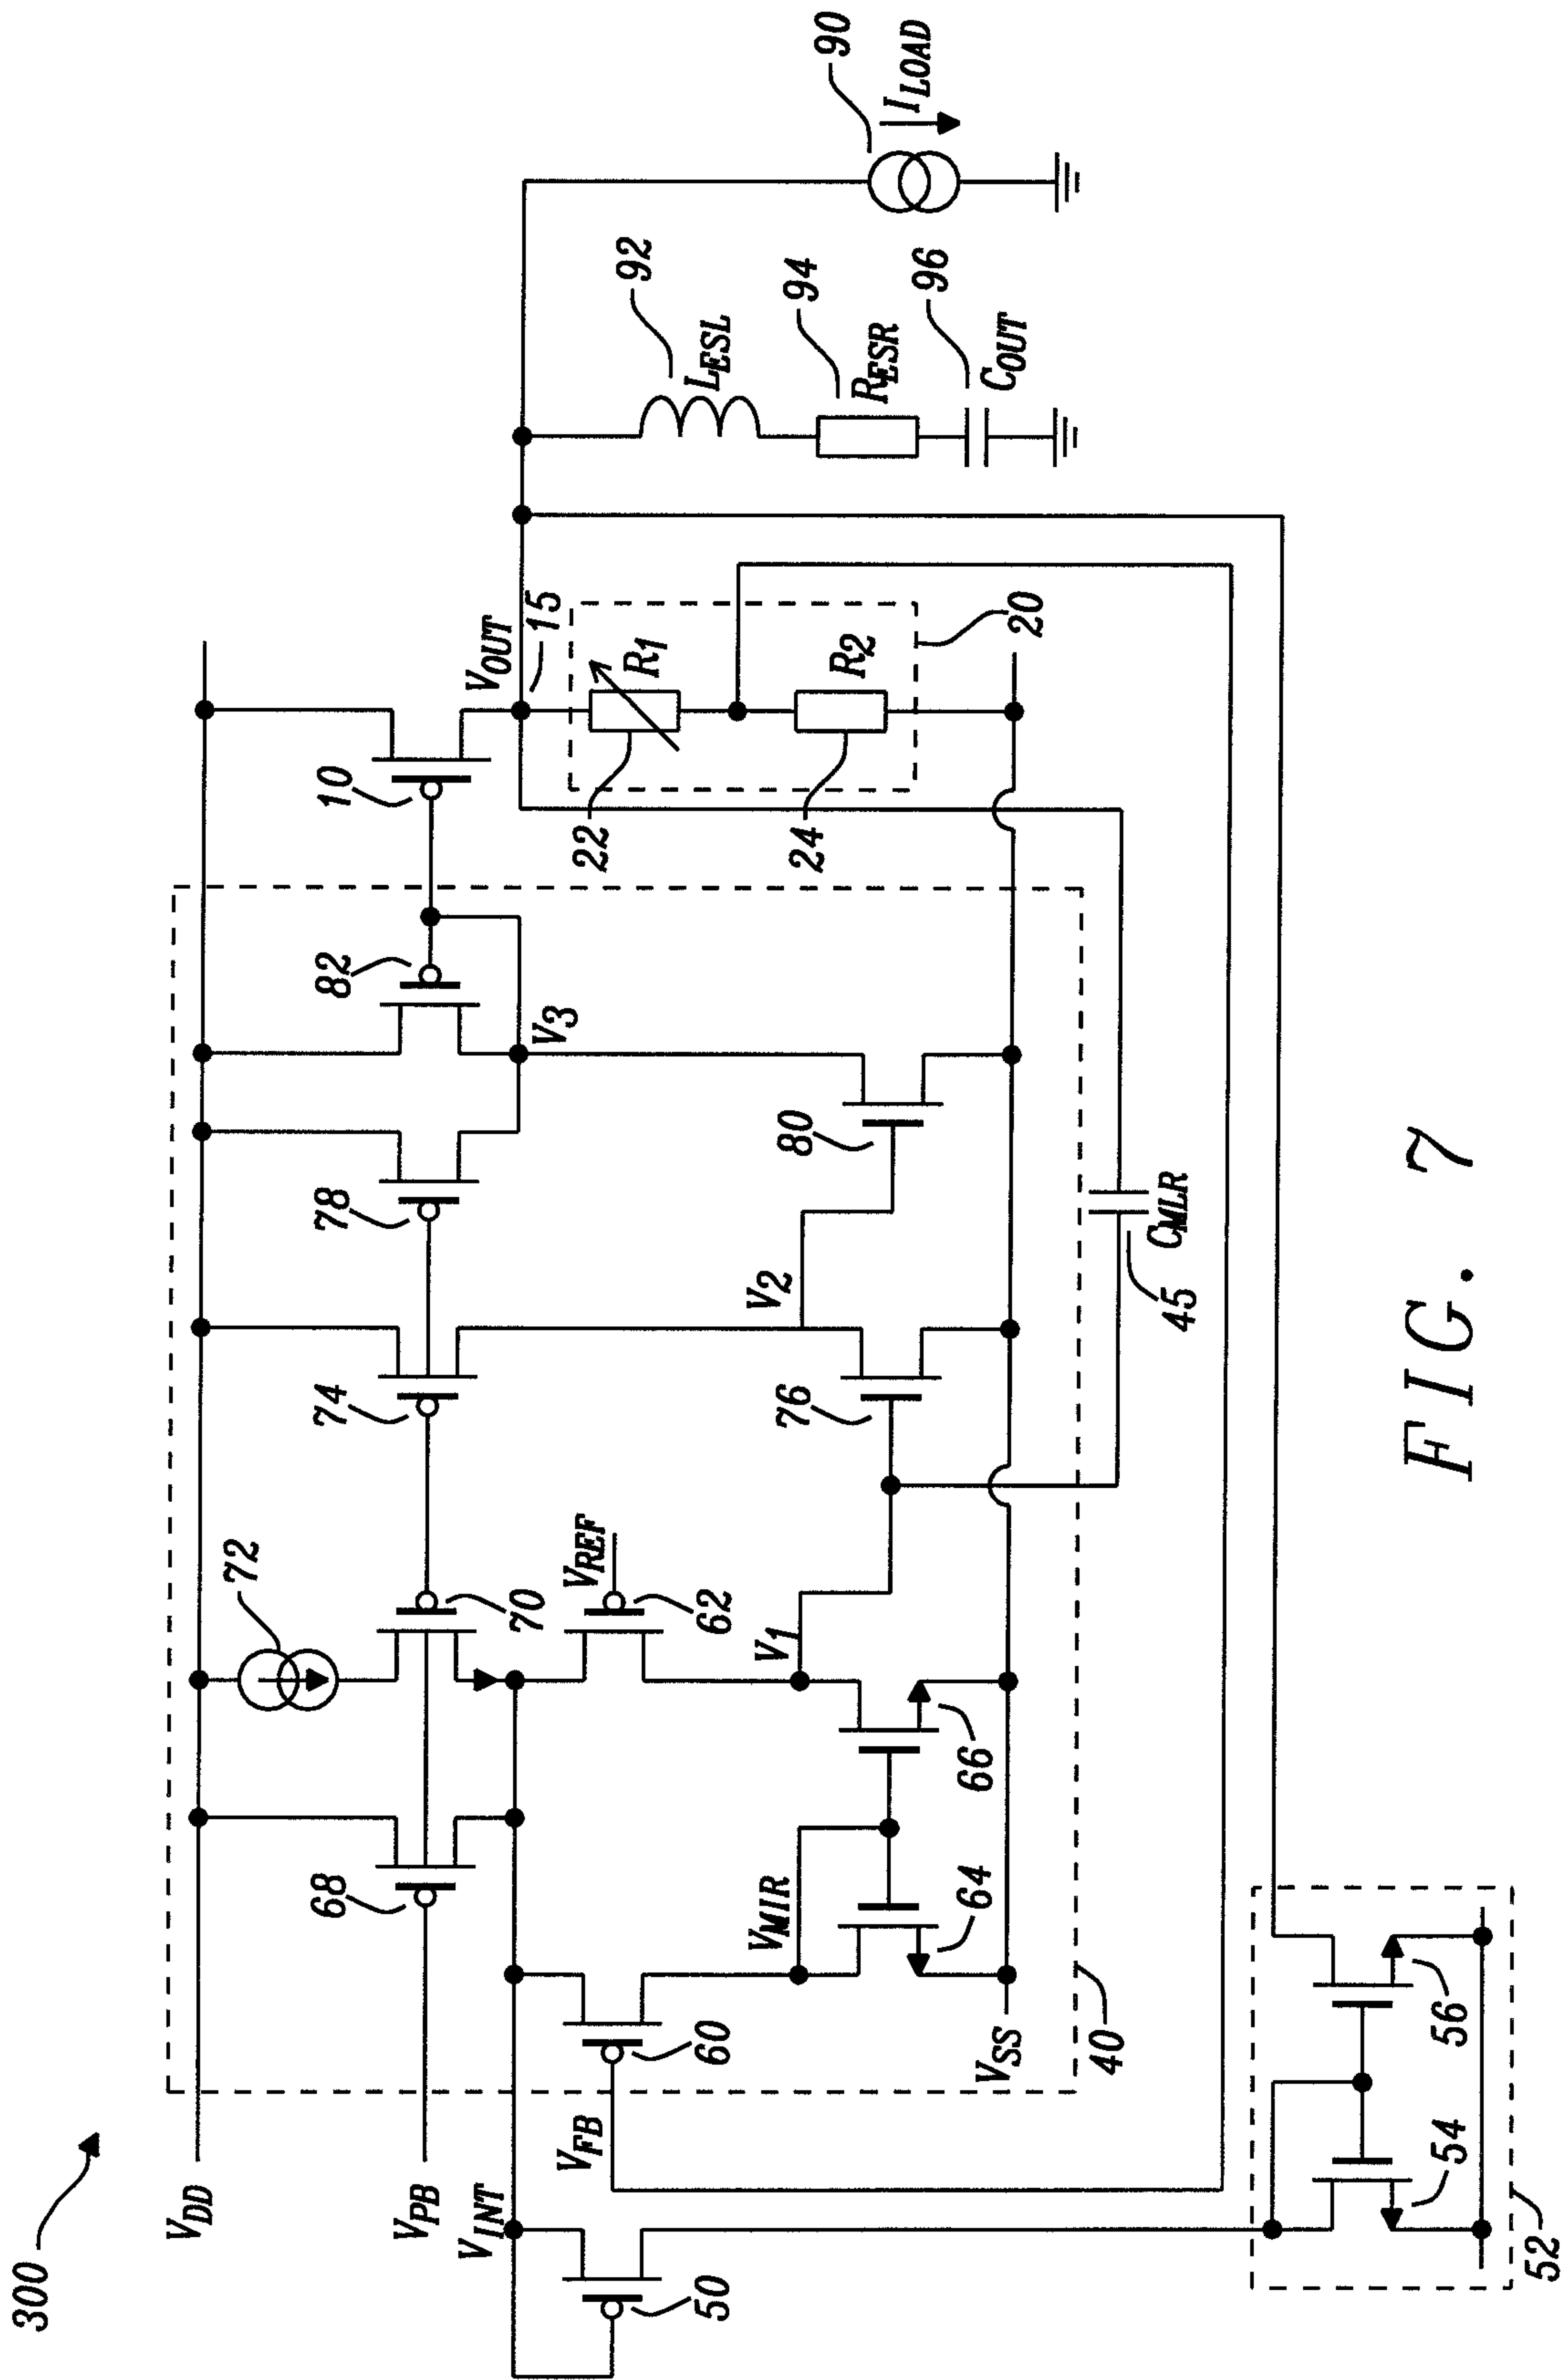 300
V_DD
V_PB
V_INT
V_FB
50
60
V_MIR
64
V_SS
40
68
66
70
72
V_REF
62
V_1
74
76
V_2
78
80
V_3
82
10
45
C_MLR
V_OUT
15
22
24
R_1
R_2
20
92
L_ESL
94
R_ESR
96
C_OUT
90
I_LOAD
52
54
56
FIG. 7